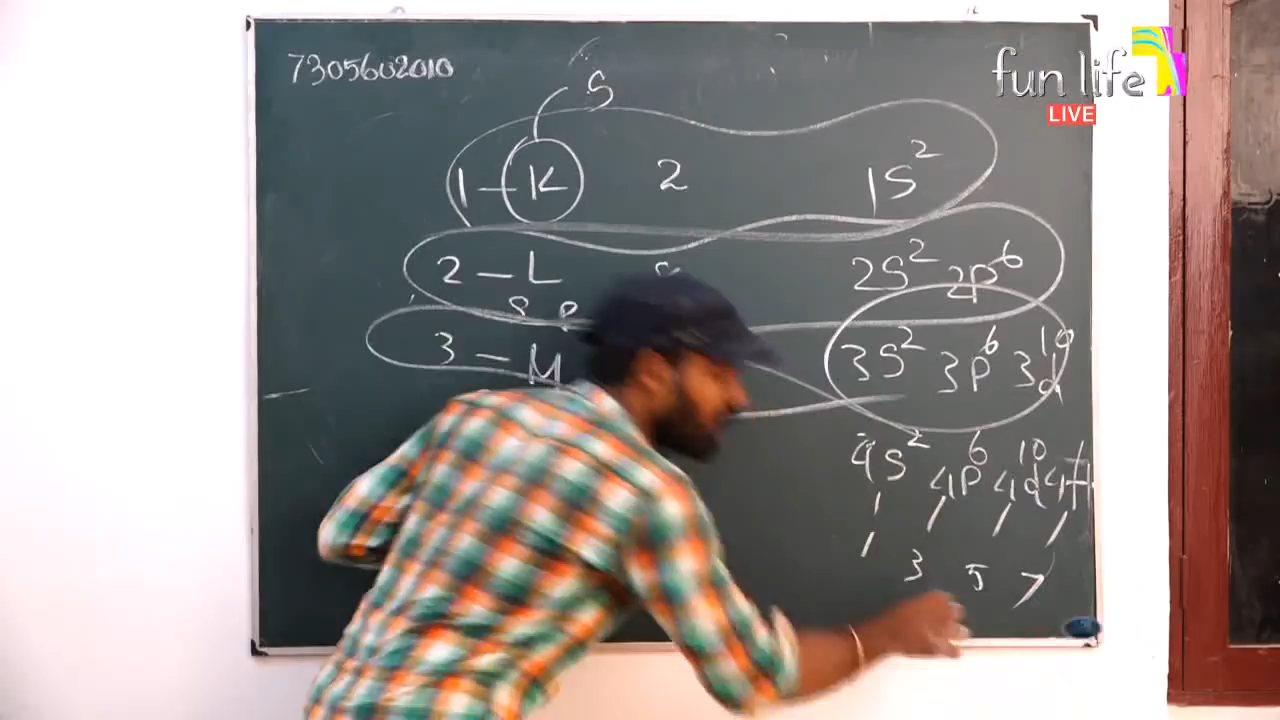 7305602010
fun life
LIVE
S
1 – K 2 1S²
2 – L 2S² 2P⁶
S P
3 – M 3S² 3P⁶ 3d¹⁰
4S² 4P⁶ 4d¹⁰ 4f
1 3 5 7